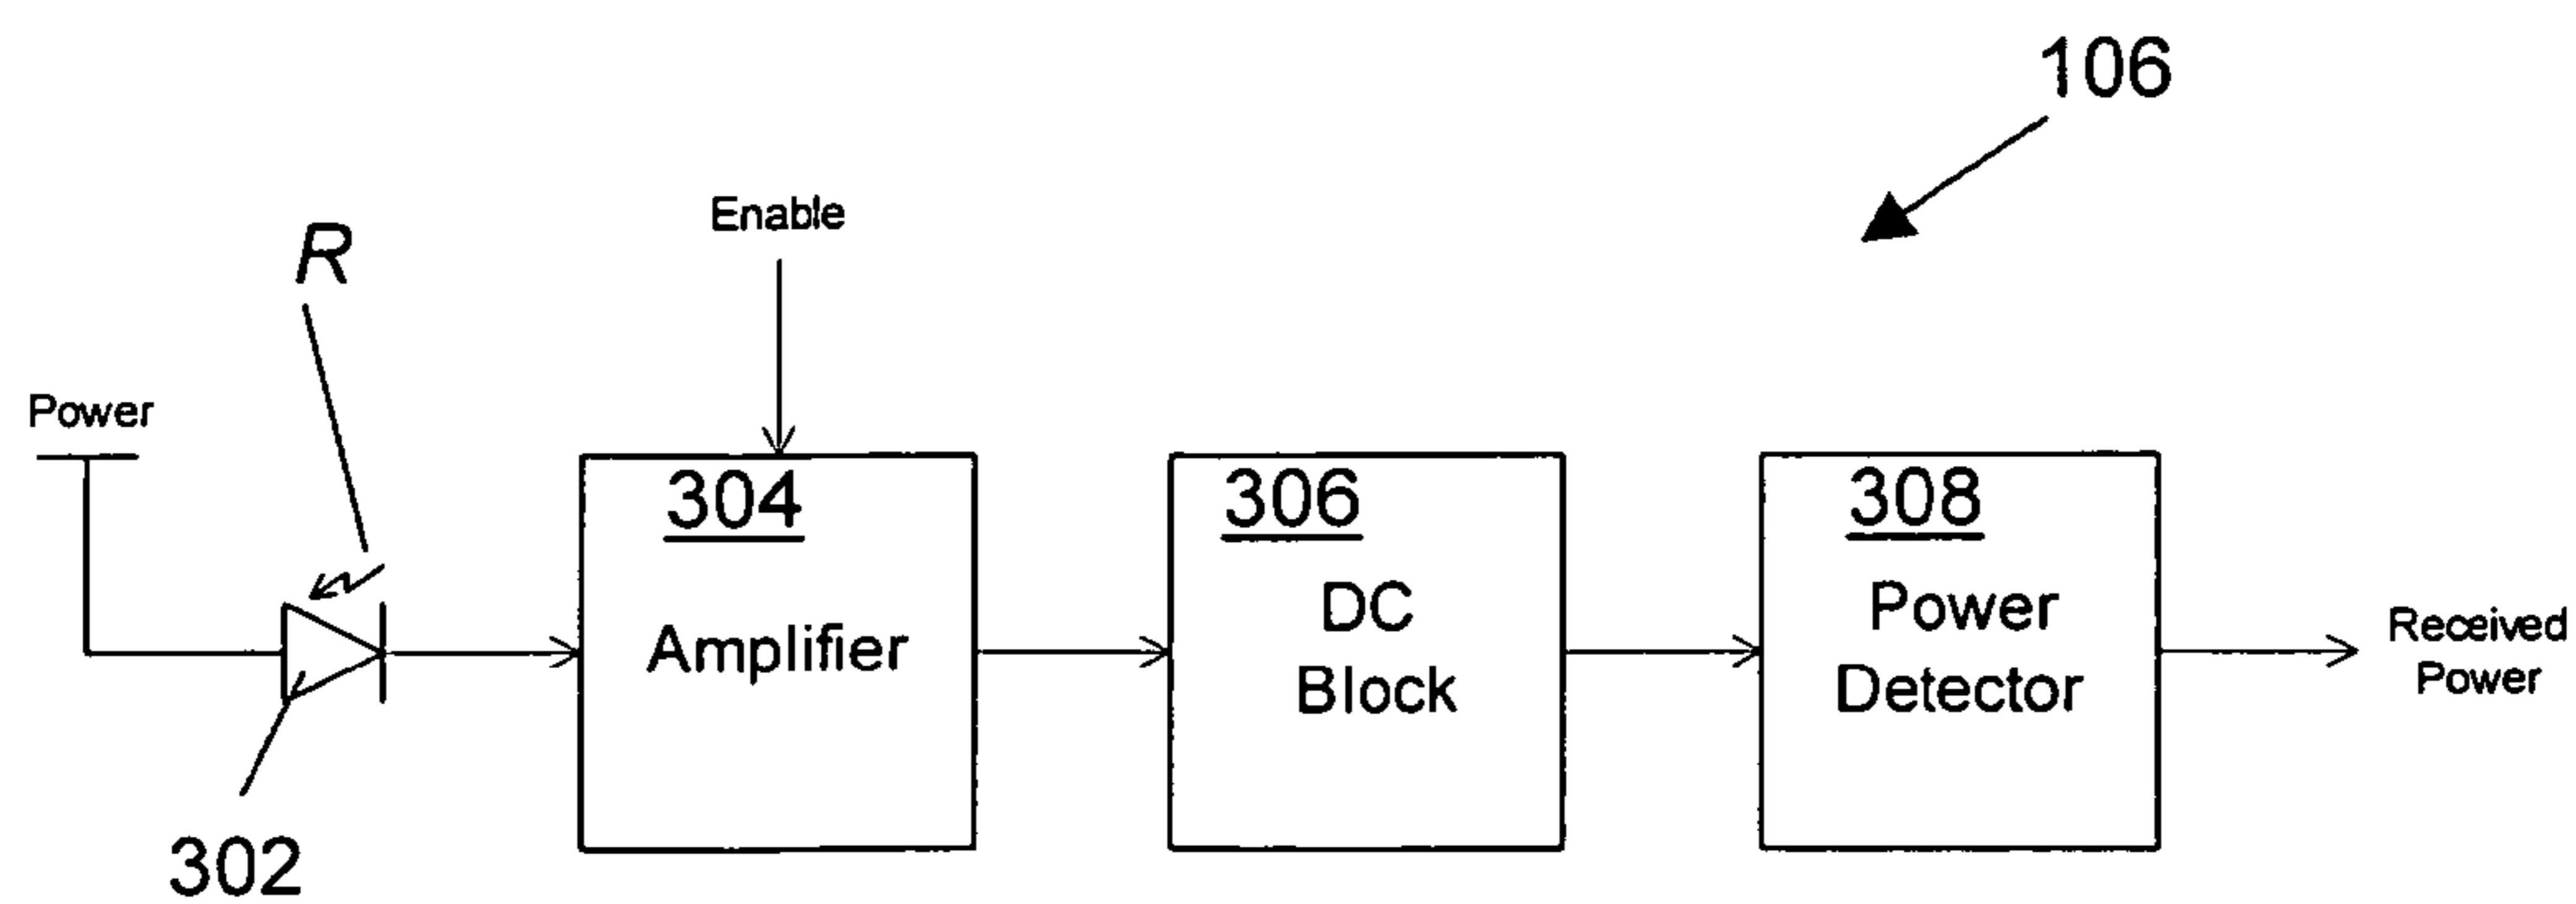 106
Enable
R
Power
304
Amplifier
306
DC
Block
308
Power
Detector
Received
Power
302